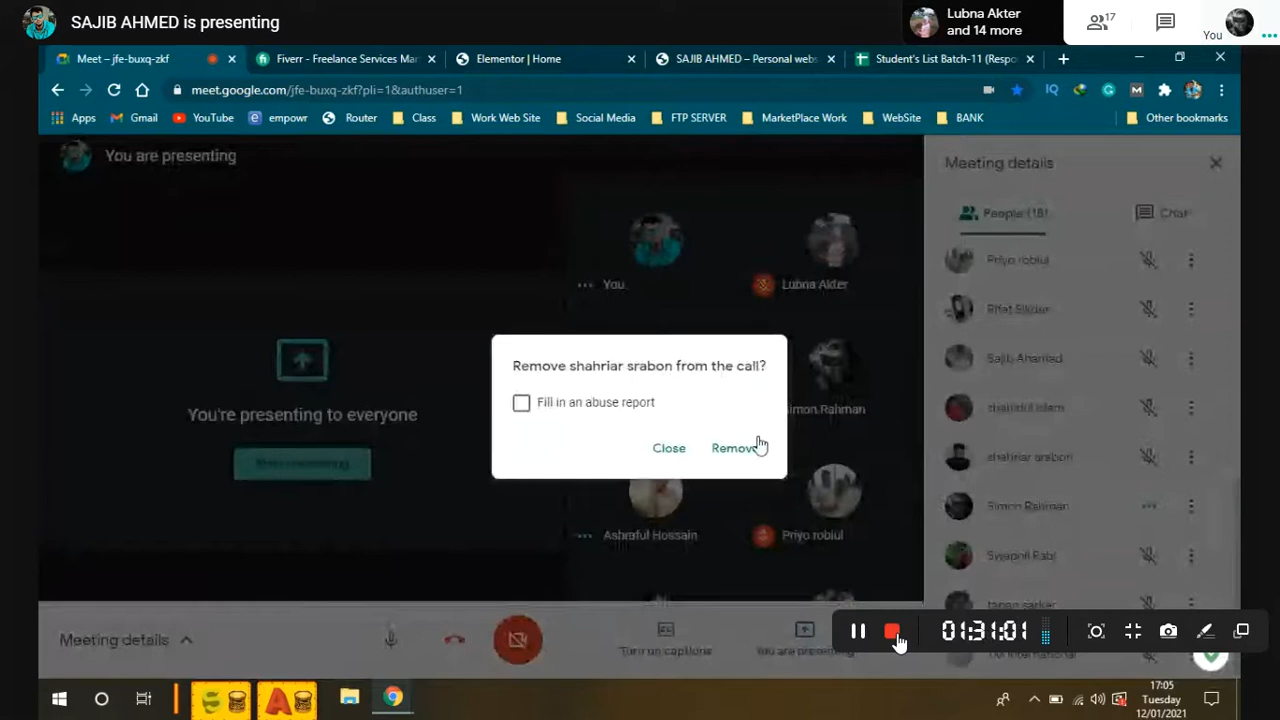 SAJIB AHMED is presenting
Lubna Akter
and 14 more
17
You
Meet – jfe-buxq-zkf
Fiverr - Freelance Services Mar
Elementor | Home
SAJIB AHMED – Personal webs
Student's List Batch-11 (Respo
meet.google.com/jfe-buxq-zkf?pli=1&authuser=1
Apps
Gmail
YouTube
empowr
Router
Class
Work Web Site
Social Media
FTP SERVER
MarketPlace Work
WebSite
BANK
Other bookmarks
You are presenting
Meeting details
People (18)
Chat
You
Lubna Akter
Priyo robiul
Rifat Sikder
You're presenting to everyone
Remove shahriar srabon from the call?
Fill in an abuse report
Close
Remove
Simon Rahman
Sajib Ahamed
shahriar srabon
Simon Rahman
Ashraful Hossain
Priyo robiul
tapan sarker
Meeting details
Turn on captions
You are presenting
01:31:01
17:05
Tuesday
12/01/2021